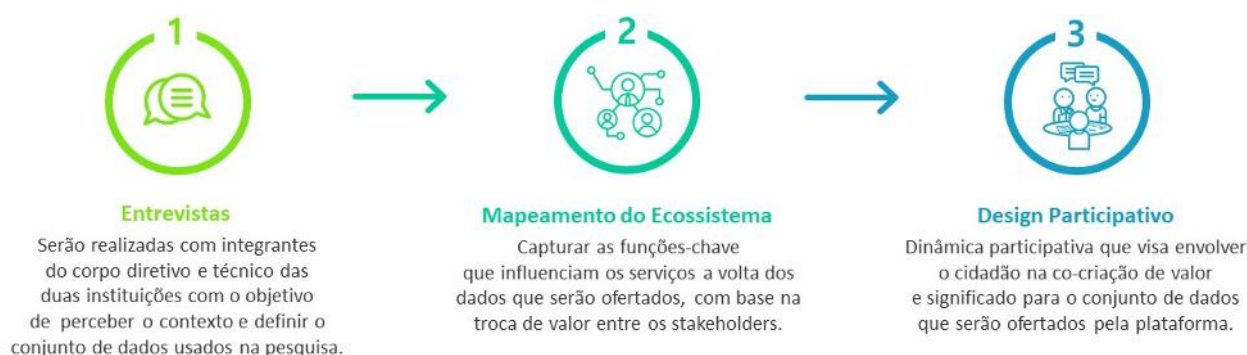 1
Entrevistas
Serão realizadas com integrantes
do corpo diretivo e técnico das
duas instituições com o objetivo
de perceber o contexto e definir o
conjunto de dados usados na pesquisa.
2
Mapeamento do Ecossistema
Capturar as funções-chave
que influenciam os serviços a volta dos
dados que serão ofertados, com base na
troca de valor entre os stakeholders.
3
Design Participativo
Dinâmica participativa que visa envolver
o cidadão na co-criação de valor
e significado para o conjunto de dados
que serão ofertados pela plataforma.